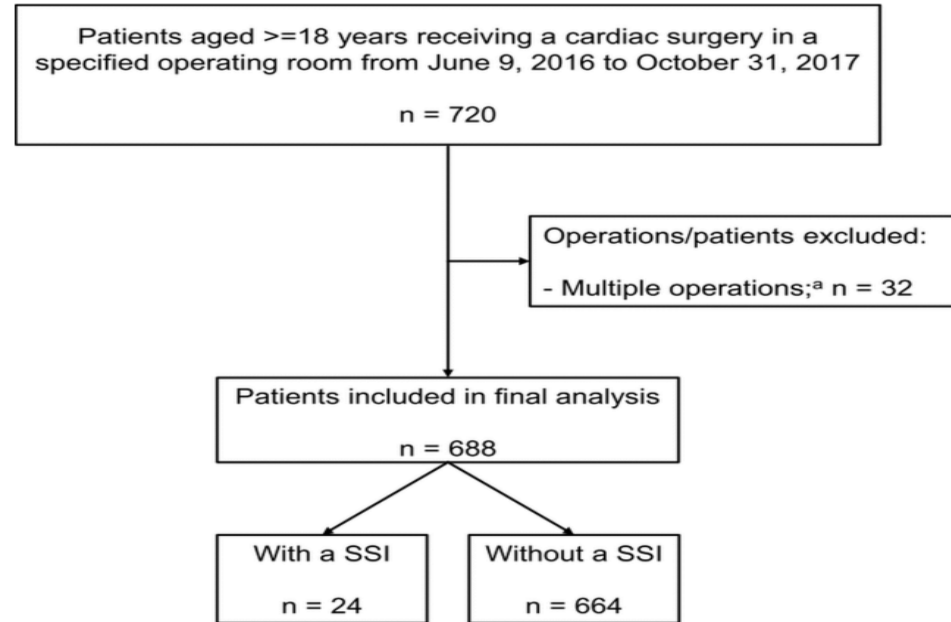 Patients aged >=18 years receiving a cardiac surgery in a
specified operating room from June 9, 2016 to October 31, 2017
n = 720
Operations/patients excluded:
- Multiple operations;ᵃ n = 32
Patients included in final analysis
n = 688
With a SSI
n = 24
Without a SSI
n = 664